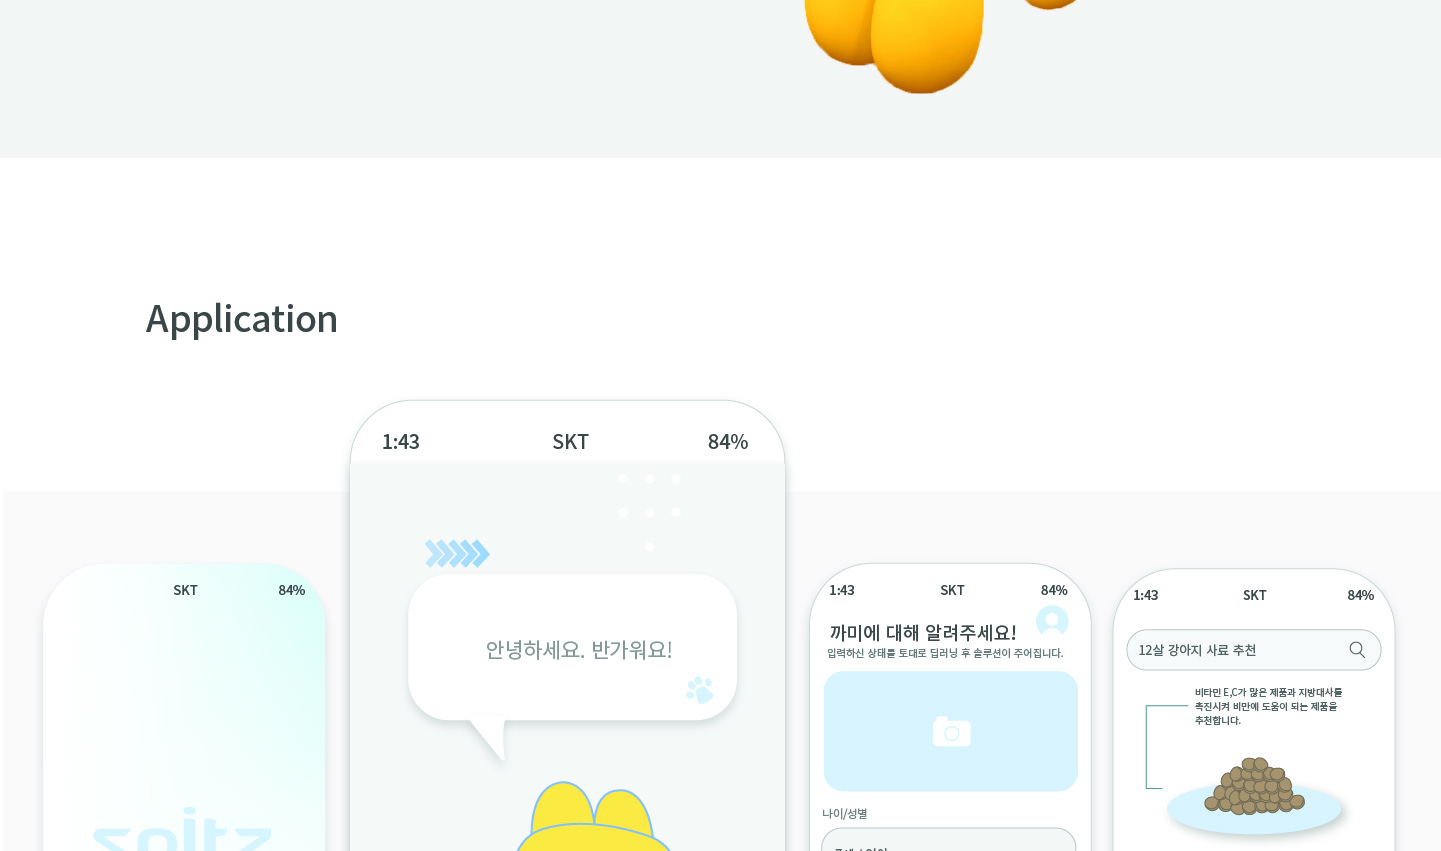 Application
1:43 SKT 84%
SKT 84%
안녕하세요. 반가워요!
1:43 SKT 84%
까미에 대해 알려주세요!
입력하신 상태를 토대로 딥러닝 후 솔루션이 주어집니다.
나이/성별
1:43 SKT 84%
12살 강아지 사료 추천
비타민 E,C가 많은 제품과 지방대사를
촉진시켜 비만에 도움이 되는 제품을
추천합니다.